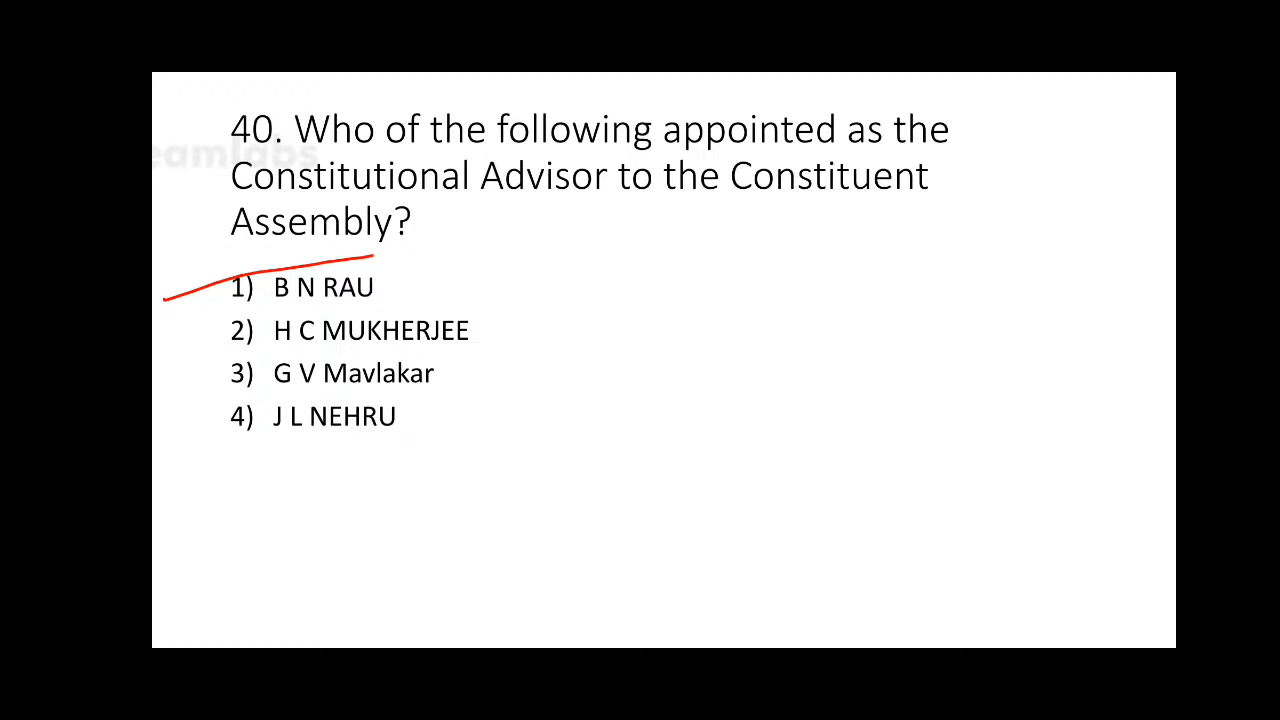 40. Who of the following appointed as the
eamlabs
Constitutional Advisor to the Constituent
Assembly?
1) B N RAU
2) H C MUKHERJEE
3) G V Mavlakar
4) J L NEHRU